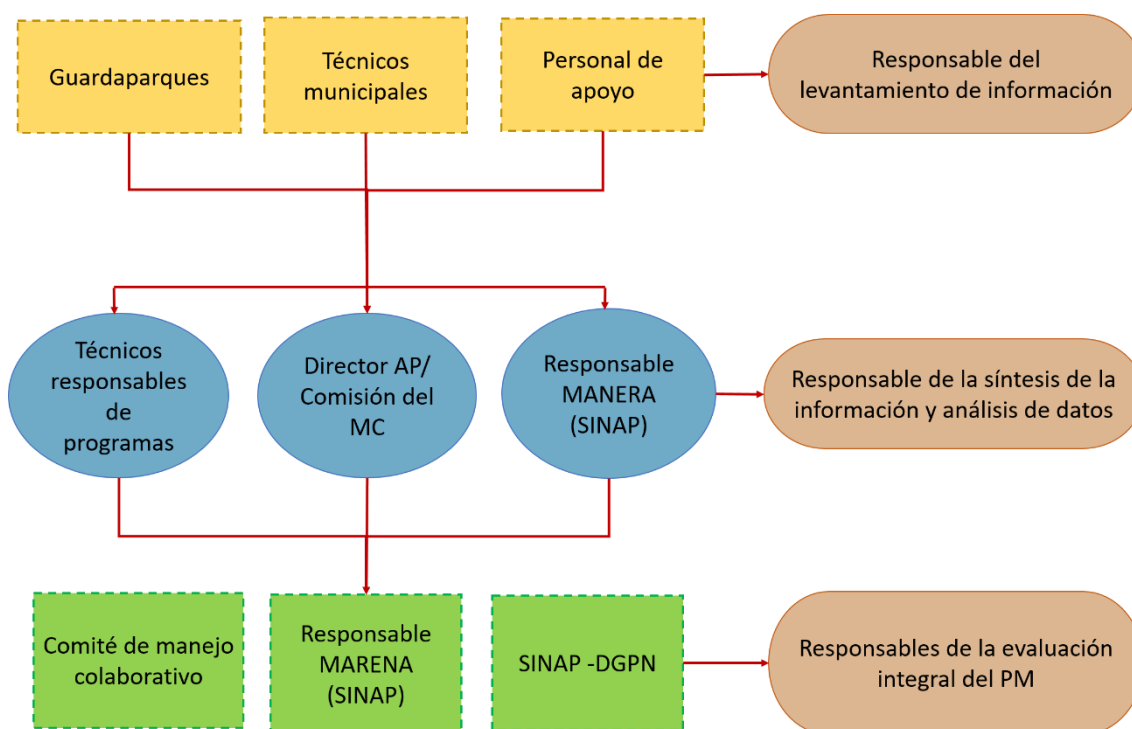 Guardaparques
Técnicos
municipales
Personal de
apoyo
Responsable del
levantamiento de información
Técnicos
responsables
de
programas
Director AP/
Comisión del
MC
Responsable
MANERA
(SINAP)
Responsable de la síntesis de la
información y análisis de datos
Comité de manejo
colaborativo
Responsable
MARENA
(SINAP)
SINAP -DGPN
Responsables de la evaluación
integral del PM